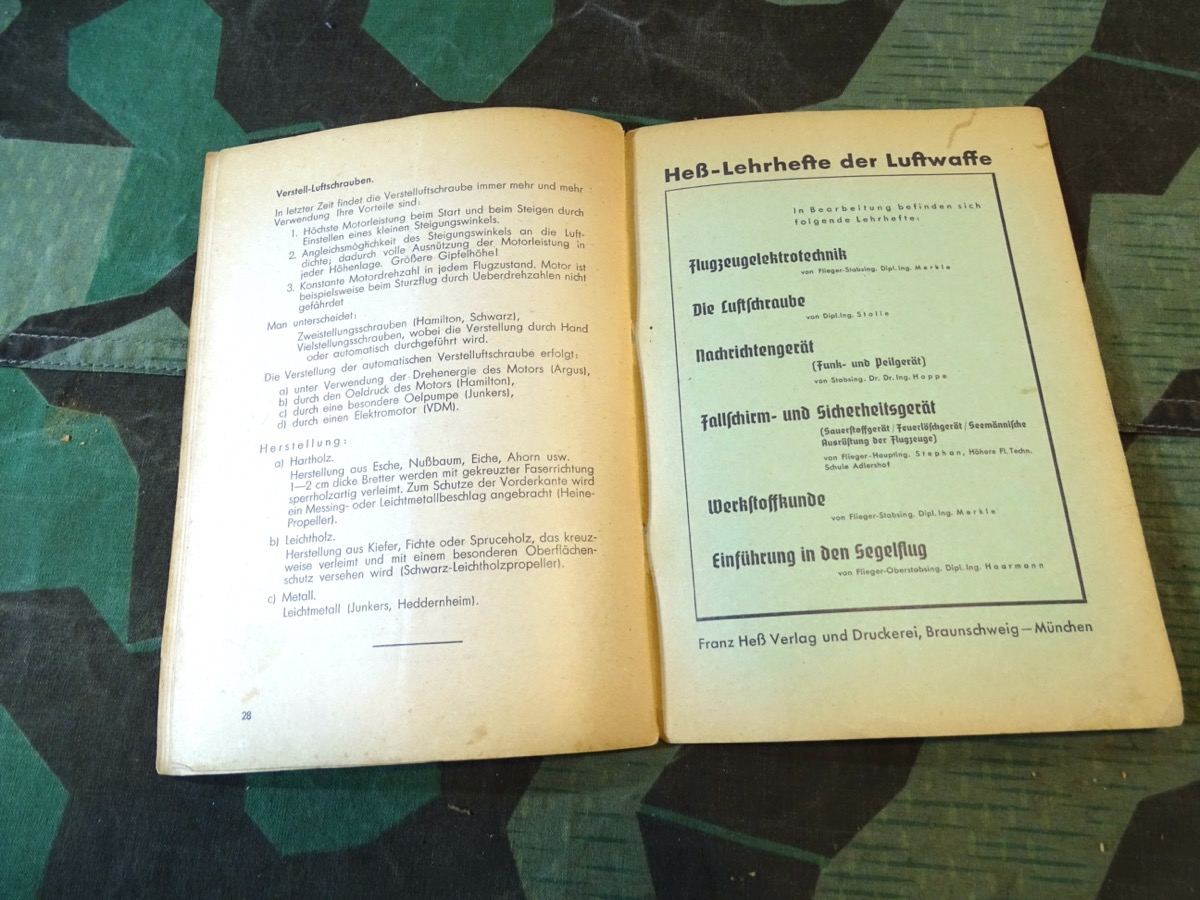 Verstell-Luftschrauben.
In letzter Zeit findet die Verstelluftschraube immer mehr und mehr
Verwendung Ihre Vorteile sind:
1. Höchste Motorleistung beim Start und beim Steigen durch
Einstellen eines kleinen Steigungswinkels.
2. Angleichsmöglichkeit des Steigungswinkels an die Luft-
dichte; dadurch volle Ausnützung der Motorleistung in
jeder Höhenlage. Größere Gipfelhöhe!
3. Konstante Motordrehzahl in jedem Flugzustand. Motor ist
beispielsweise beim Sturzflug durch Ueberdrehzahlen nicht
gefährdet
Man unterscheidet:
Zweistellungsschrauben (Hamilton, Schwarz),
Vielstellungsschrauben, wobei die Verstellung durch Hand
oder automatisch durchgeführt wird.
Die Verstellung der automatischen Verstelluftschraube erfolgt:
a) unter Verwendung der Drehenergie des Motors (Argus),
b) durch den Oeldruck des Motors (Hamilton),
c) durch eine besondere Oelpumpe (Junkers),
d) durch einen Elektromotor (VDM).
Herstellung:
a) Hartholz.
Herstellung aus Esche, Nußbaum, Eiche, Ahorn usw.
1—2 cm dicke Bretter werden mit gekreuzter Faserrichtung
sperrholzartig verleimt. Zum Schutze der Vorderkante wird
ein Messing- oder Leichtmetallbeschlag angebracht (Heine-
Propeller).
b) Leichtholz.
Herstellung aus Kiefer, Fichte oder Spruceholz, das kreuz-
weise verleimt und mit einem besonderen Oberflächen-
schutz versehen wird (Schwarz-Leichtholzpropeller).
c) Metall.
Leichtmetall (Junkers, Heddernheim).
28
Heß-Lehrhefte der Luftwaffe
In Bearbeitung befinden sich
folgende Lehrhefte:
Flugzeugelektrotechnik
von Flieger-Stabsing. Dipl. Ing. Merkle
Die Luftschraube
von Dipl.Ing. Stolle
Nachrichtengerät
(Funk- und Peilgerät)
von Stabsing. Dr. Dr. Ing. Hoppe
Fallschirm- und Sicherheitsgerät
(Sauerstoffgerät / Feuerlöschgerät / Seemännische
Ausrüstung der Flugzeuge)
von Flieger-Haupting. Stephan, Höhere Fl. Techn.
Schule Adlershof
Werkstoffkunde
von Flieger-Stabsing. Dipl. Ing. Merkle
Einführung in den Segelflug
von Flieger-Oberstabsing. Dipl. Ing. Haarmann
Franz Heß Verlag und Druckerei, Braunschweig — München